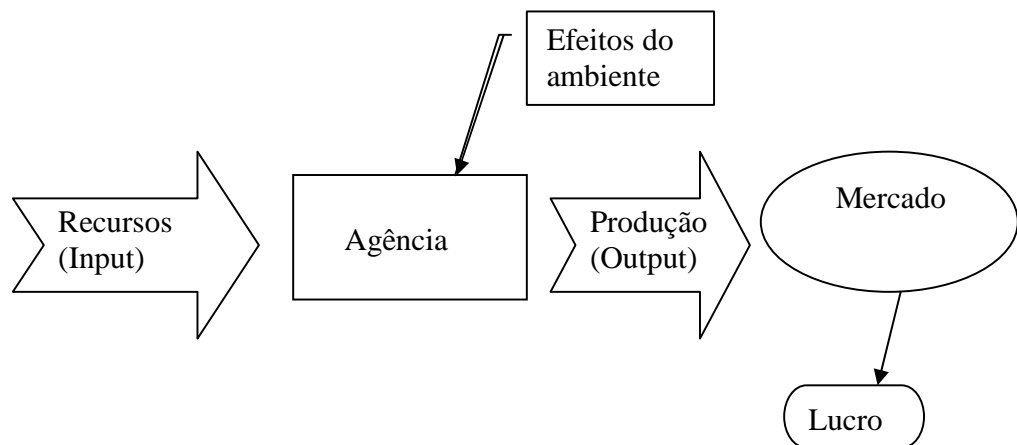 Efeitos do
ambiente
Recursos
(Input)
Agência
Produção
(Output)
Mercado
Lucro